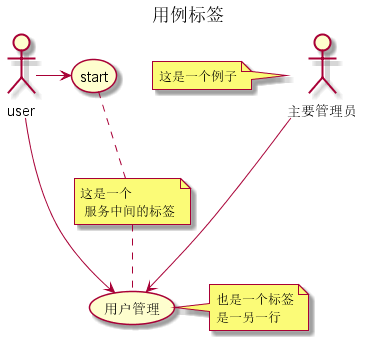 用例标签
start
这是一个例子
user
主要管理员
这是一个
服务中间的标签
用户管理
也是一个标签
是一另一行